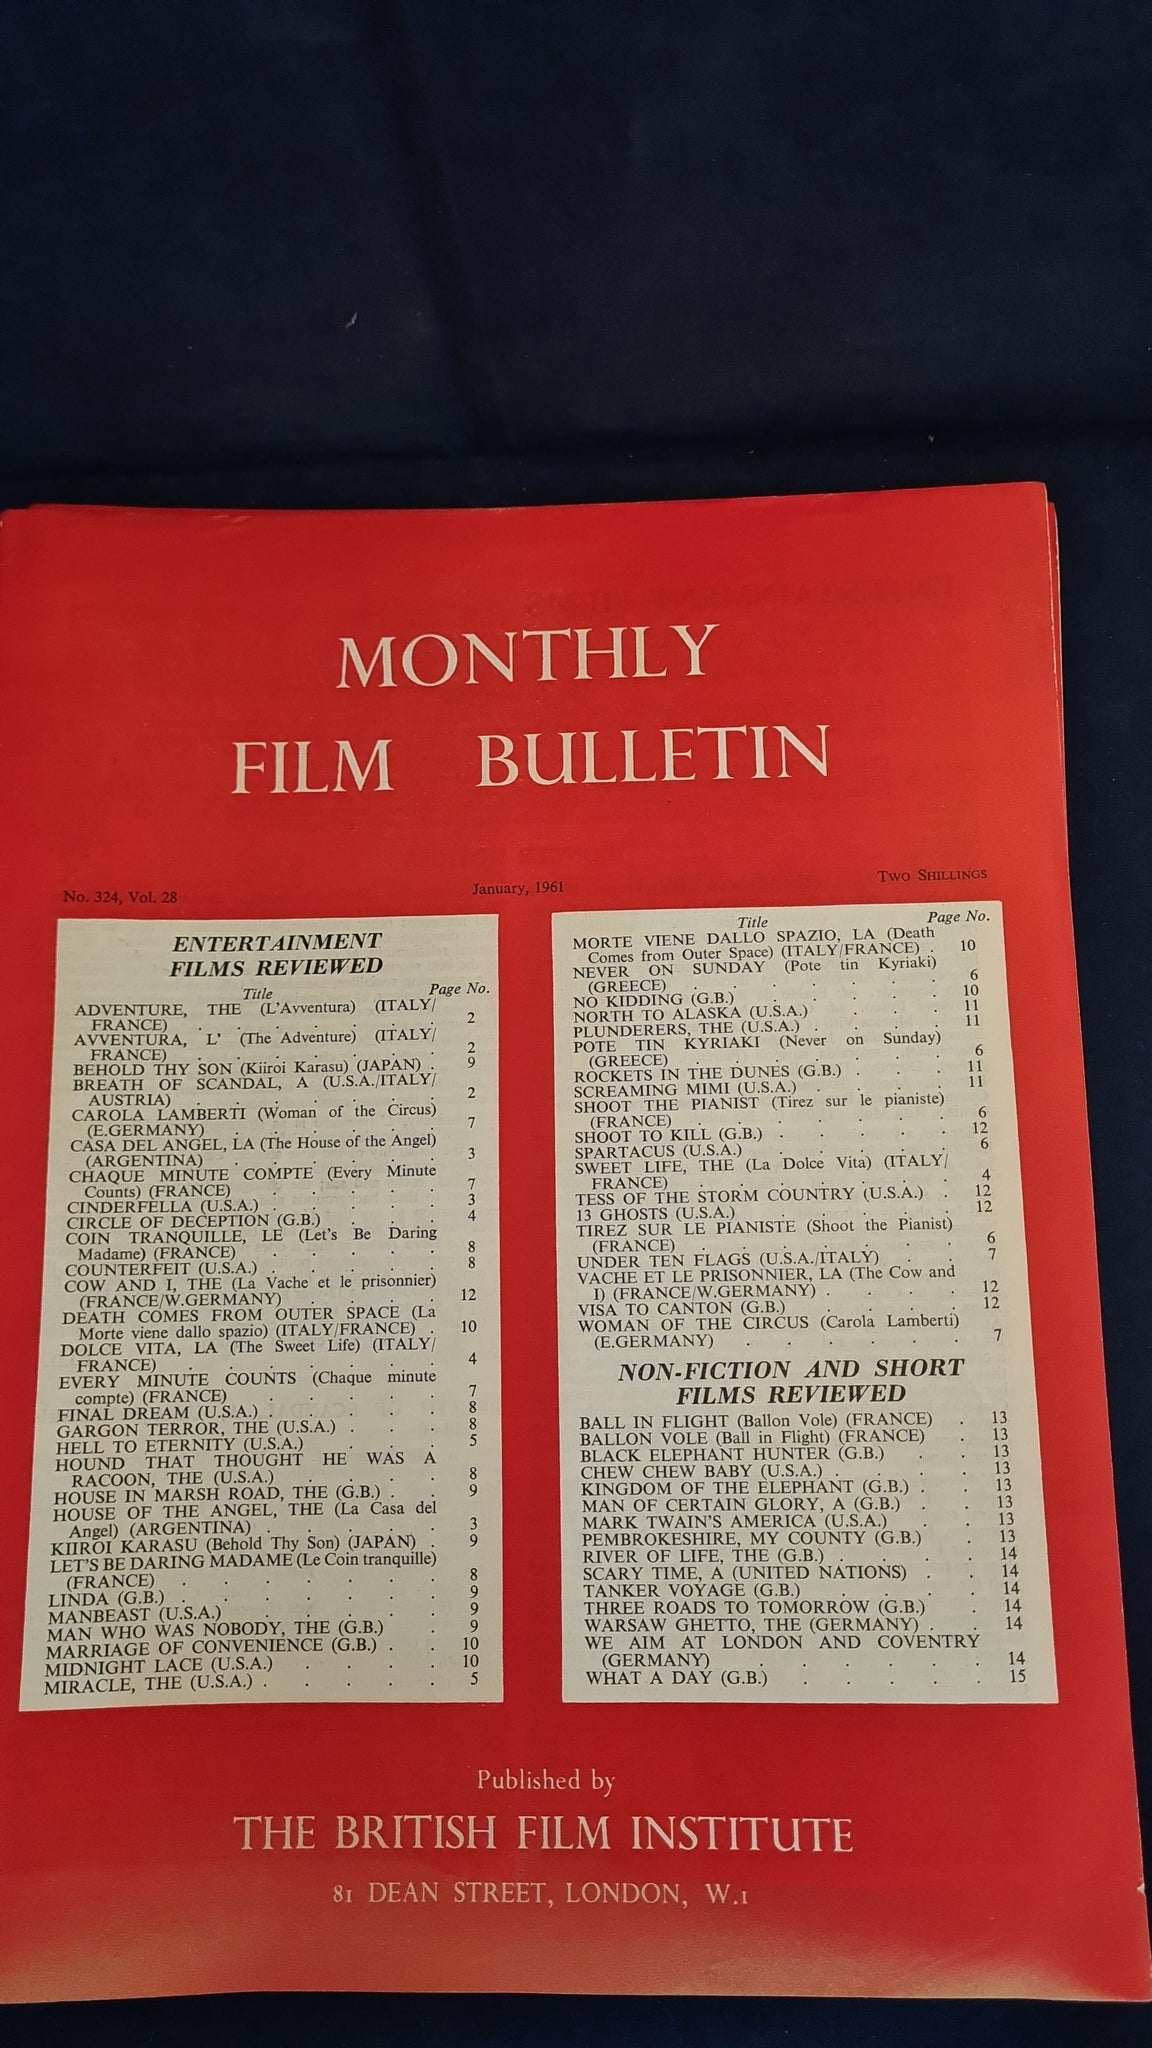 MONTHLY
FILM BULLETIN
No. 324, Vol. 28
January, 1961
TWO SHILLINGS
ENTERTAINMENT
FILMS REVIEWED
Title Page No.
ADVENTURE, THE (L'Avventura) (ITALY/
FRANCE) . . . . . . 2
AVVENTURA, L' (The Adventure) (ITALY/
FRANCE) . . . . . . 2
BEHOLD THY SON (Kiiroi Karasu) (JAPAN) . 9
BREATH OF SCANDAL, A (U.S.A./ITALY/
AUSTRIA) . . . . . . 2
CAROLA LAMBERTI (Woman of the Circus)
(E.GERMANY) . . . . . 7
CASA DEL ANGEL, LA (The House of the Angel)
(ARGENTINA) . . . . . 3
CHAQUE MINUTE COMPTE (Every Minute
Counts) (FRANCE) . . . . . 7
CINDERFELLA (U.S.A.) . . . . . 3
CIRCLE OF DECEPTION (G.B.) . . . 4
COIN TRANQUILLE, LE (Let's Be Daring
Madame) (FRANCE) . . . . . 8
COUNTERFEIT (U.S.A.) . . . . . 8
COW AND I, THE (La Vache et le prisonnier)
(FRANCE/W.GERMANY) . . . . 12
DEATH COMES FROM OUTER SPACE (La
Morte viene dallo spazio) (ITALY/FRANCE) . 10
DOLCE VITA, LA (The Sweet Life) (ITALY/
FRANCE) . . . . . . 4
EVERY MINUTE COUNTS (Chaque minute
compte) (FRANCE) . . . . . 7
FINAL DREAM (U.S.A.) . . . . . 8
GARGON TERROR, THE (U.S.A.) . . . 8
HELL TO ETERNITY (U.S.A.) . . . 5
HOUND THAT THOUGHT HE WAS A
RACOON, THE (U.S.A.) . . . . 8
HOUSE IN MARSH ROAD, THE (G.B.) . . 9
HOUSE OF THE ANGEL, THE (La Casa del
Angel) (ARGENTINA) . . . . . 3
KIIROI KARASU (Behold Thy Son) (JAPAN) . 9
LET'S BE DARING MADAME (Le Coin tranquille)
(FRANCE) . . . . . . 8
LINDA (G.B.) . . . . . . 9
MANBEAST (U.S.A.) . . . . . 9
MAN WHO WAS NOBODY, THE (G.B.) . 9
MARRIAGE OF CONVENIENCE (G.B.) . . 10
MIDNIGHT LACE (U.S.A.) . . . . 10
MIRACLE, THE (U.S.A.) . . . . . 5
Title Page No.
MORTE VIENE DALLO SPAZIO, LA (Death
Comes from Outer Space) (ITALY/FRANCE) . 10
NEVER ON SUNDAY (Pote tin Kyriaki)
(GREECE) . . . . . . 6
NO KIDDING (G.B.) . . . . . 10
NORTH TO ALASKA (U.S.A.) . . . 11
PLUNDERERS, THE (U.S.A.) . . . . 11
POTE TIN KYRIAKI (Never on Sunday)
(GREECE) . . . . . . 6
ROCKETS IN THE DUNES (G.B.) . . . 11
SCREAMING MIMI (U.S.A.) . . . . 11
SHOOT THE PIANIST (Tirez sur le pianiste)
(FRANCE) . . . . . . 6
SHOOT TO KILL (G.B.) . . . . . 12
SPARTACUS (U.S.A.) . . . . . 6
SWEET LIFE, THE (La Dolce Vita) (ITALY/
FRANCE) . . . . . . 4
TESS OF THE STORM COUNTRY (U.S.A.) . 12
13 GHOSTS (U.S.A.) . . . . . 12
TIREZ SUR LE PIANISTE (Shoot the Pianist)
(FRANCE) . . . . . . 6
UNDER TEN FLAGS (U.S.A./ITALY) . . 7
VACHE ET LE PRISONNIER, LA (The Cow and
I) (FRANCE/W.GERMANY) . . . . 12
VISA TO CANTON (G.B.) . . . . 12
WOMAN OF THE CIRCUS (Carola Lamberti)
(E.GERMANY) . . . . . 7
NON-FICTION AND SHORT
FILMS REVIEWED
BALL IN FLIGHT (Ballon Vole) (FRANCE) . 13
BALLON VOLE (Ball in Flight) (FRANCE) . 13
BLACK ELEPHANT HUNTER (G.B.) . . 13
CHEW CHEW BABY (U.S.A.) . . . . 13
KINGDOM OF THE ELEPHANT (G.B.) . . 13
MAN OF CERTAIN GLORY, A (G.B.) . . 13
MARK TWAIN'S AMERICA (U.S.A.) . . 13
PEMBROKESHIRE, MY COUNTY (G.B.) . 13
RIVER OF LIFE, THE (G.B.) . . . . 14
SCARY TIME, A (UNITED NATIONS) . . 14
TANKER VOYAGE (G.B.) . . . . 14
THREE ROADS TO TOMORROW (G.B.) . 14
WARSAW GHETTO, THE (GERMANY) . . 14
WE AIM AT LONDON AND COVENTRY
(GERMANY) . . . . . 14
WHAT A DAY (G.B.) . . . . . 15
Published by
THE BRITISH FILM INSTITUTE
81 DEAN STREET, LONDON, W.1